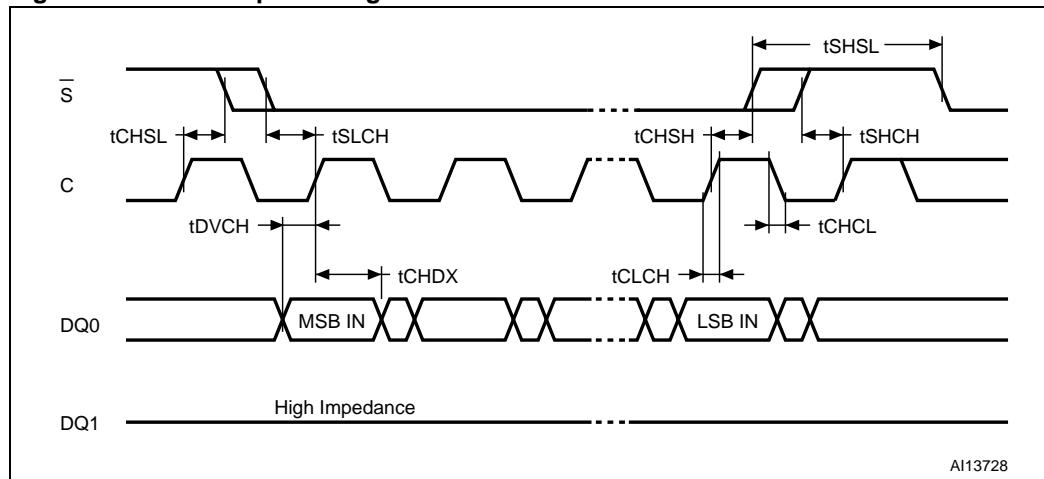 tSHSL
S
tCHSL
tSLCH
tCHSH
tSHCH
C
tDVCH
tCHCL
tCHDX
tCLCH
DQ0
MSB IN
LSB IN
High Impedance
DQ1
AI13728